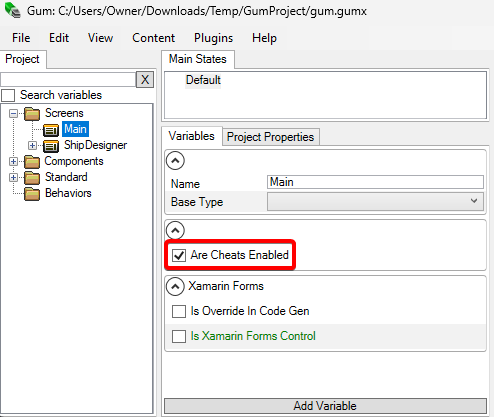 Gum: C:/Users/Owner/Downloads/Temp/GumProject/gum.gumx
File Edit View Content Plugins Help
Project
X
Search variables
Screens
Main
ShipDesigner
Components
Standard
Behaviors
Main States
Default
Variables Project Properties
Name Main
Base Type
Are Cheats Enabled
Xamarin Forms
Is Override In Code Gen
Is Xamarin Forms Control
Add Variable